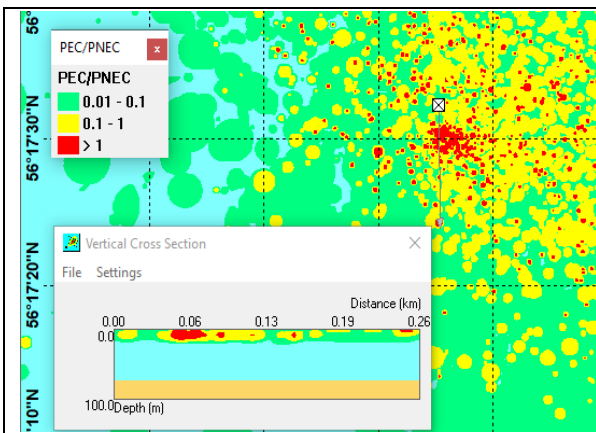 56°
PEC/PNEC x
PEC/PNEC
0.01 - 0.1
0.1 - 1
> 1
56°17'30"N
56°17'20"N
'10"N
Vertical Cross Section
File Settings
Distance (km)
0.00 0.06 0.13 0.19 0.26
0.0
100.0 Depth (m)